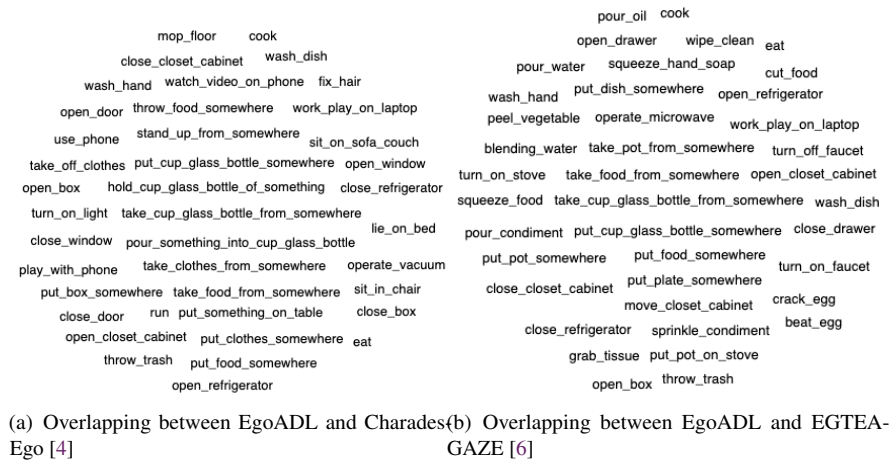 mop_floor cook
close_closet_cabinet wash_dish
wash_hand watch_video_on_phone fix_hair
open_door throw_food_somewhere work_play_on_laptop
use_phone stand_up_from_somewhere sit_on_sofa_couch
take_off_clothes put_cup_glass_bottle_somewhere open_window
open_box hold_cup_glass_bottle_of_something close_refrigerator
turn_on_light take_cup_glass_bottle_from_somewhere
lie_on_bed
close_window pour_something_into_cup_glass_bottle
play_with_phone take_clothes_from_somewhere operate_vacuum
put_box_somewhere take_food_from_somewhere sit_in_chair
close_door run put_something_on_table close_box
open_closet_cabinet put_clothes_somewhere eat
throw_trash put_food_somewhere
open_refrigerator
(a) Overlapping between EgoADL and Charades-
Ego [4]
pour_oil cook
open_drawer wipe_clean eat
pour_water squeeze_hand_soap cut_food
wash_hand put_dish_somewhere open_refrigerator
peel_vegetable operate_microwave work_play_on_laptop
blending_water take_pot_from_somewhere turn_off_faucet
turn_on_stove take_food_from_somewhere open_closet_cabinet
squeeze_food take_cup_glass_bottle_from_somewhere wash_dish
pour_condiment put_cup_glass_bottle_somewhere close_drawer
put_pot_somewhere put_food_somewhere turn_on_faucet
close_closet_cabinet put_plate_somewhere
move_closet_cabinet crack_egg
close_refrigerator sprinkle_condiment beat_egg
grab_tissue put_pot_on_stove
open_box throw_trash
(b) Overlapping between EgoADL and EGTEA-
GAZE [6]